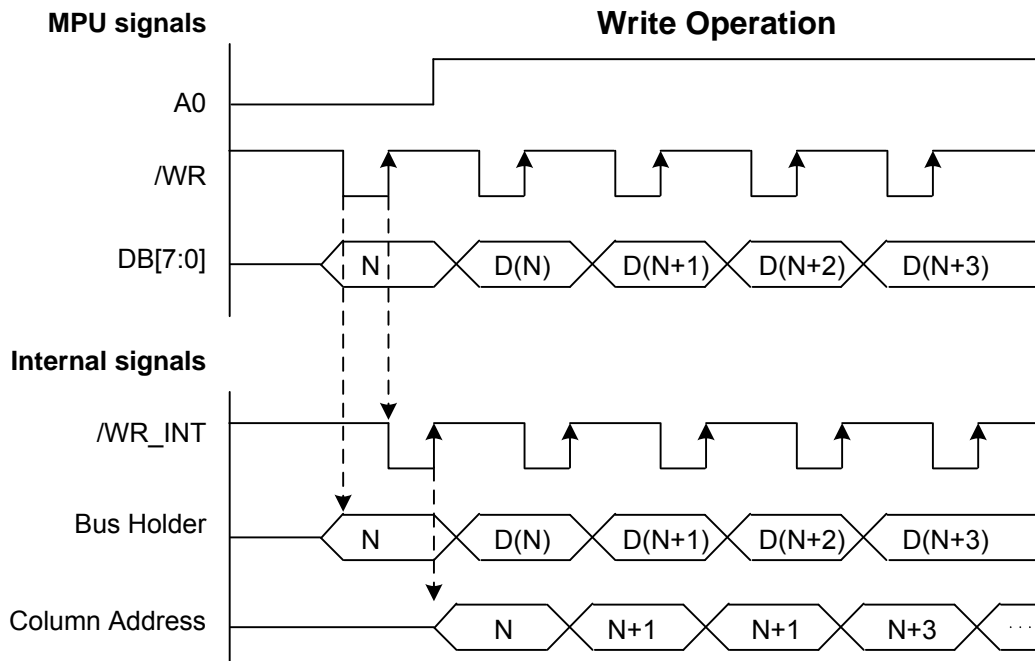 MPU signals Write Operation
A0
/WR
DB[7:0] N D(N) D(N+1) D(N+2) D(N+3)
Internal signals
/WR_INT
Bus Holder N D(N) D(N+1) D(N+2) D(N+3)
Column Address N N+1 N+1 N+3 ....